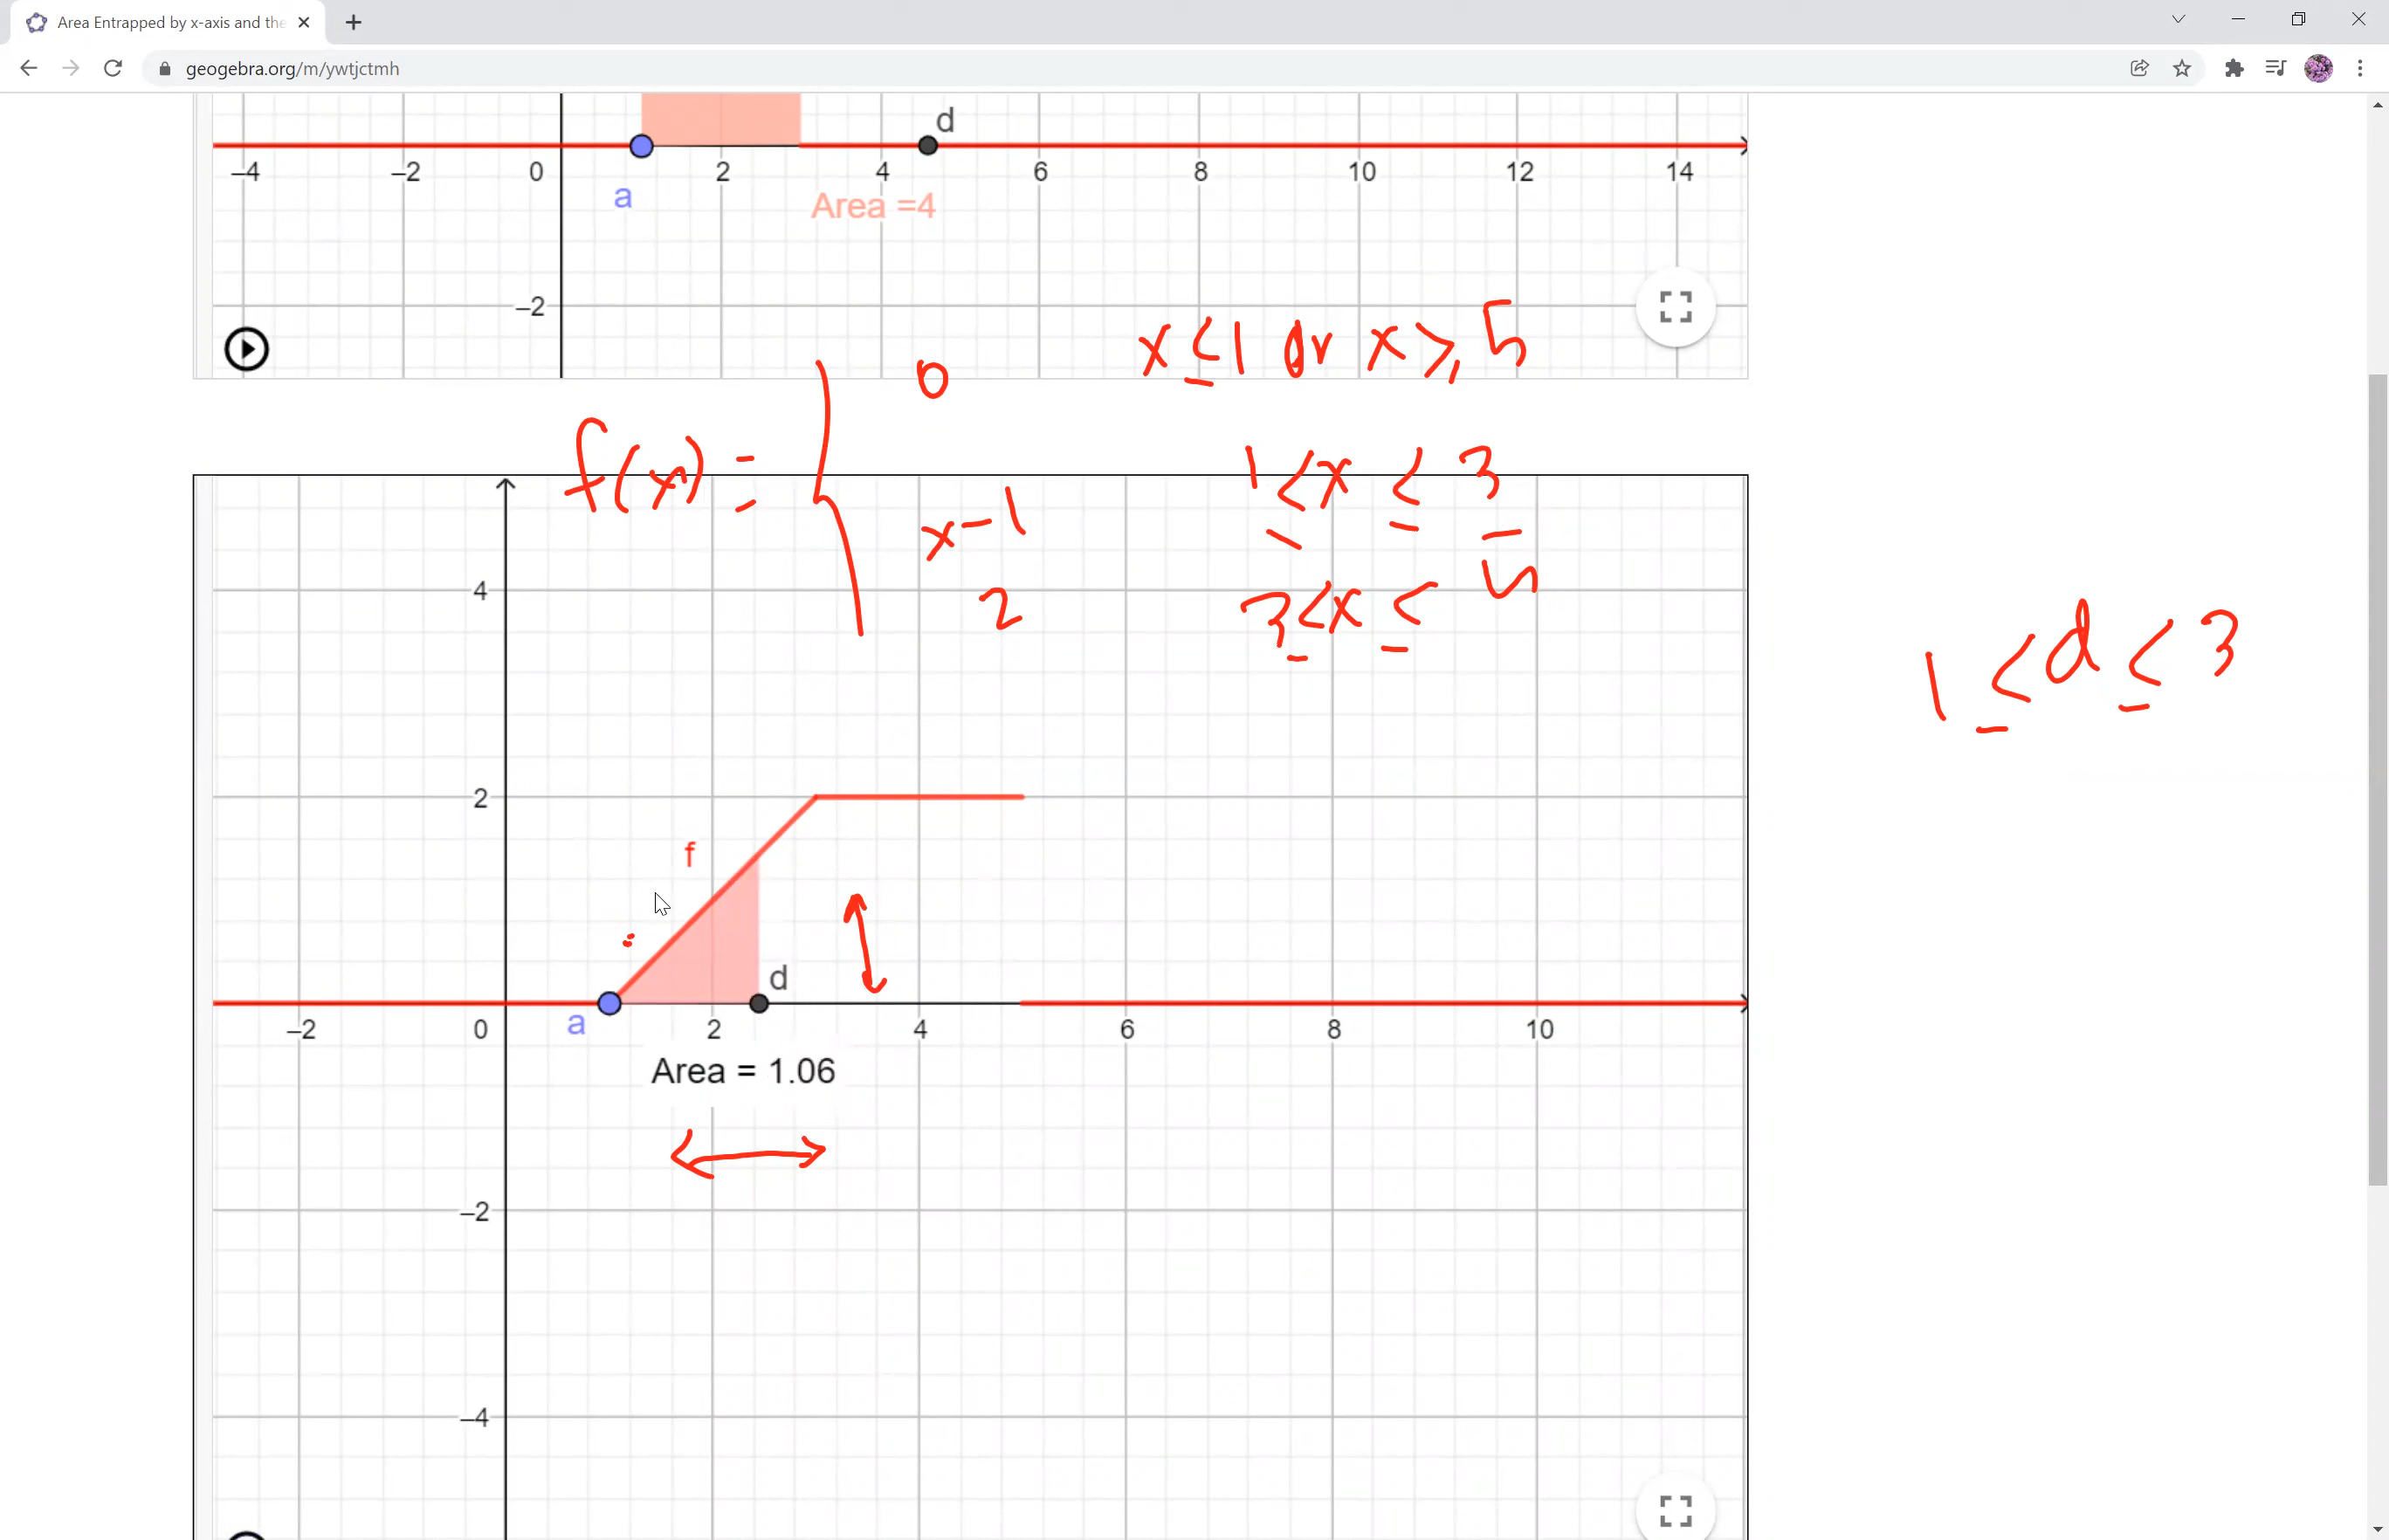 Area Entrapped by x-axis and the
geogebra.org/m/ywtjctmh
d
–4 –2 0 2 4 6 8 10 12 14
a
Area =4
–2
x ≤ 1 or x ≥ 5
0
f(x) =
1 ≤ x ≤ 3
x – 1
3 ≤ x ≤ 5
2
4
1 ≤ d ≤ 3
2
f
d
–2 0 2 4 6 8 10
a
Area = 1.06
–2
–4